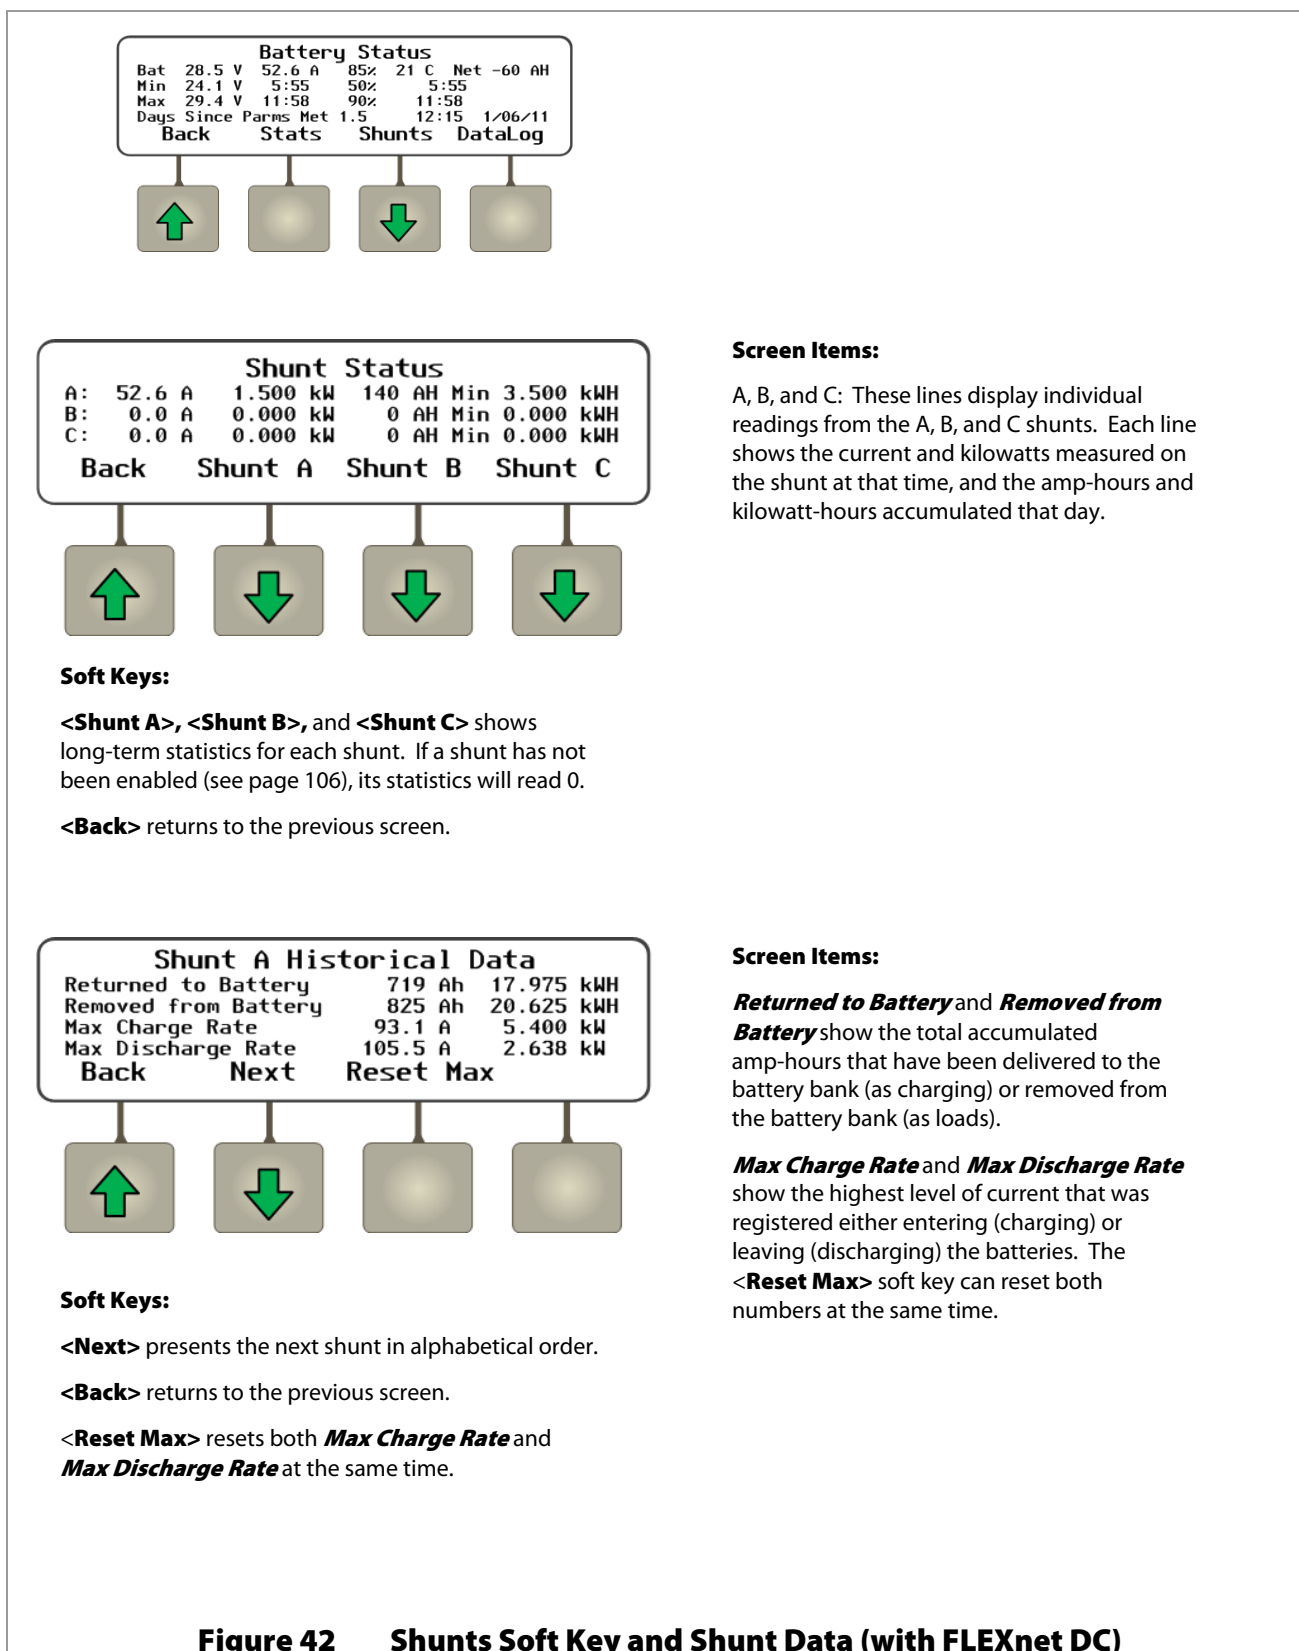 Battery Status
Bat 28.5 V 52.6 A 85% 21 C Net -60 AH
Min 24.1 V 5:55 50% 5:55
Max 29.4 V 11:58 90% 11:58
Days Since Parms Met 1.5 12:15 1/06/11
Back Stats Shunts DataLog
Shunt Status
A: 52.6 A 1.500 kW 140 AH Min 3.500 kWH
B: 0.0 A 0.000 kW 0 AH Min 0.000 kWH
C: 0.0 A 0.000 kW 0 AH Min 0.000 kWH
Back Shunt A Shunt B Shunt C
Screen Items:
A, B, and C: These lines display individual
readings from the A, B, and C shunts. Each line
shows the current and kilowatts measured on
the shunt at that time, and the amp-hours and
kilowatt-hours accumulated that day.
Soft Keys:
<Shunt A>, <Shunt B>, and <Shunt C> shows
long-term statistics for each shunt. If a shunt has not
been enabled (see page 106), its statistics will read 0.
<Back> returns to the previous screen.
Shunt A Historical Data
Returned to Battery 719 Ah 17.975 kWH
Removed from Battery 825 Ah 20.625 kWH
Max Charge Rate 93.1 A 5.400 kW
Max Discharge Rate 105.5 A 2.638 kW
Back Next Reset Max
Screen Items:
Returned to Battery and Removed from
Battery show the total accumulated
amp-hours that have been delivered to the
battery bank (as charging) or removed from
the battery bank (as loads).
Max Charge Rate and Max Discharge Rate
show the highest level of current that was
registered either entering (charging) or
leaving (discharging) the batteries. The
<Reset Max> soft key can reset both
numbers at the same time.
Soft Keys:
<Next> presents the next shunt in alphabetical order.
<Back> returns to the previous screen.
<Reset Max> resets both Max Charge Rate and
Max Discharge Rate at the same time.
Figure 42 Shunts Soft Key and Shunt Data (with FLEXnet DC)